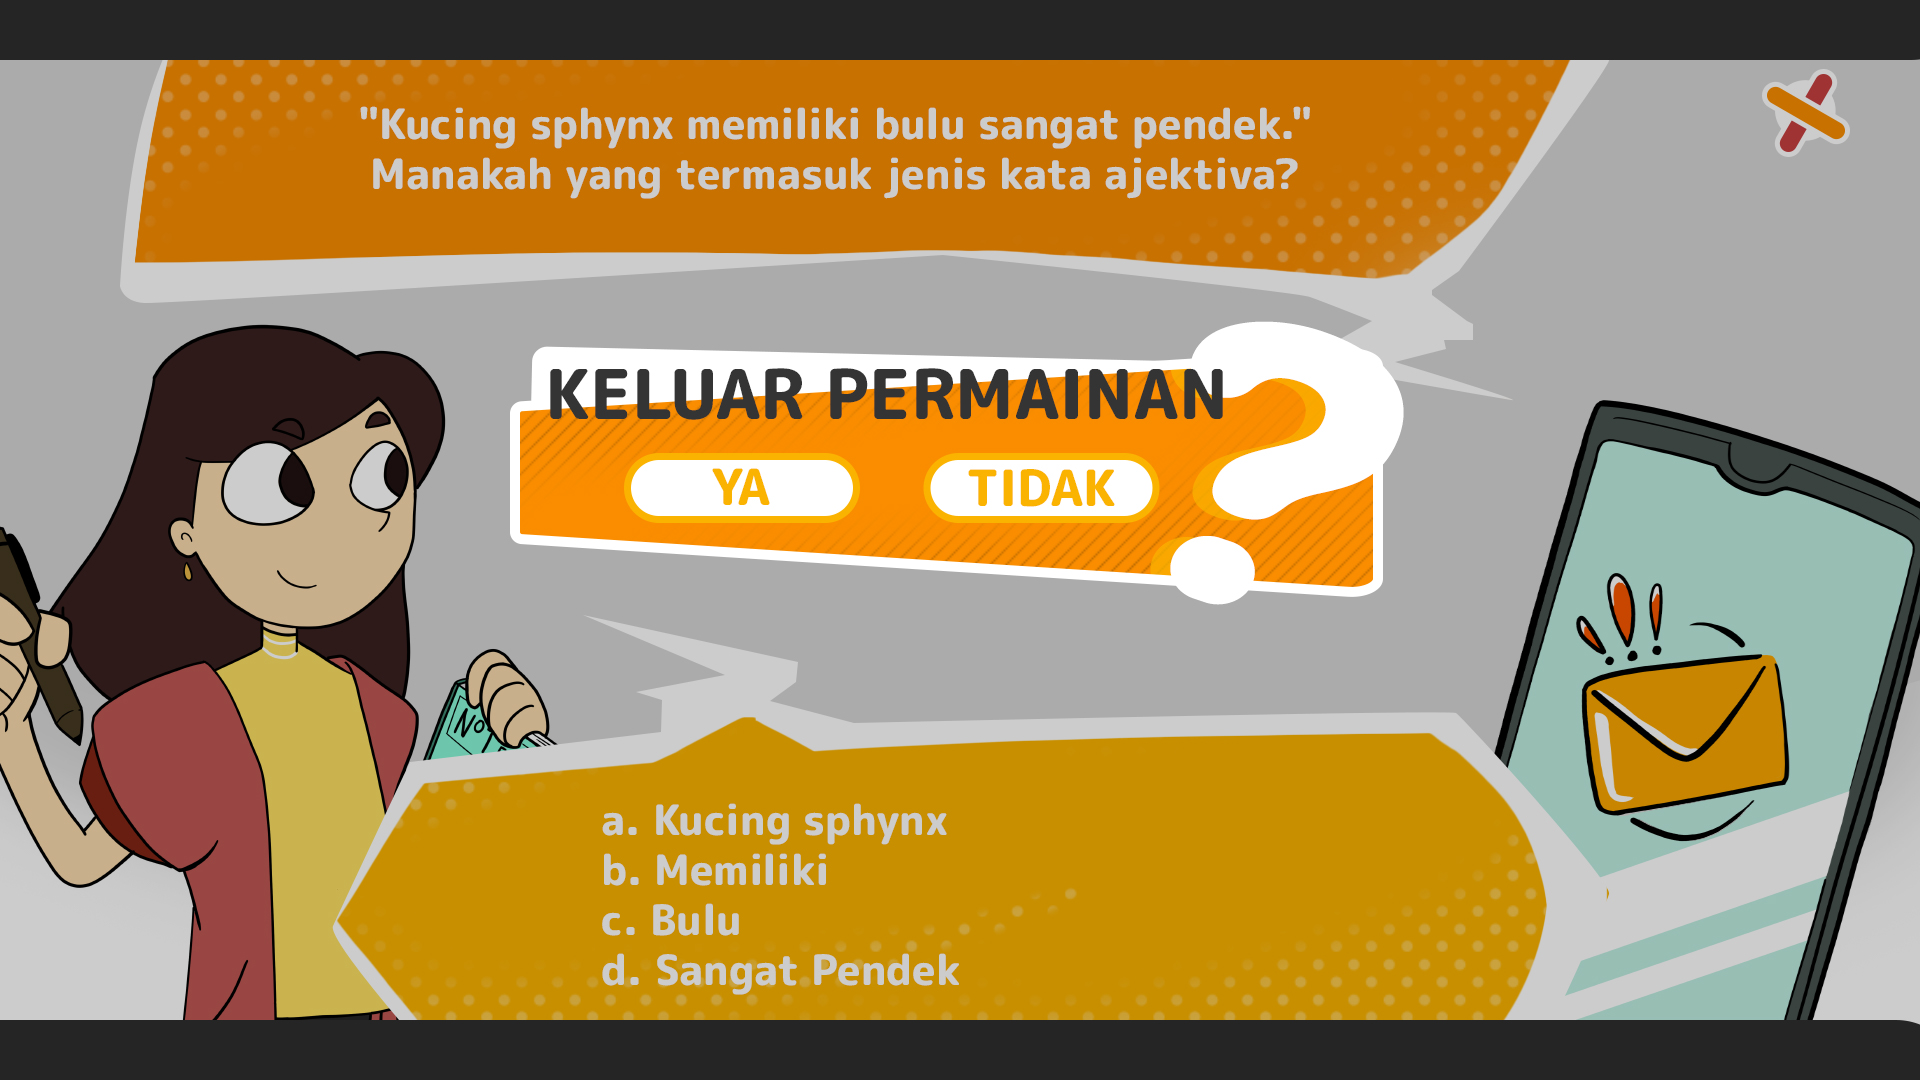 "Kucing sphynx memiliki bulu sangat pendek."
Manakah yang termasuk jenis kata ajektiva?
KELUAR PERMAINAN
YA
TIDAK
No
a. Kucing sphynx
b. Memiliki
c. Bulu
d. Sangat Pendek